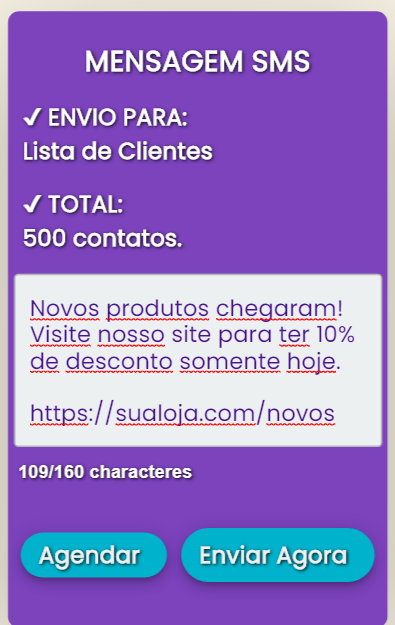 MENSAGEM SMS
✔ ENVIO PARA:
Lista de Clientes
✔ TOTAL:
500 contatos.
Novos produtos chegaram!
Visite nosso site para ter 10%
de desconto somente hoje.
https://sualoja.com/novos
109/160 characteres
Agendar
Enviar Agora